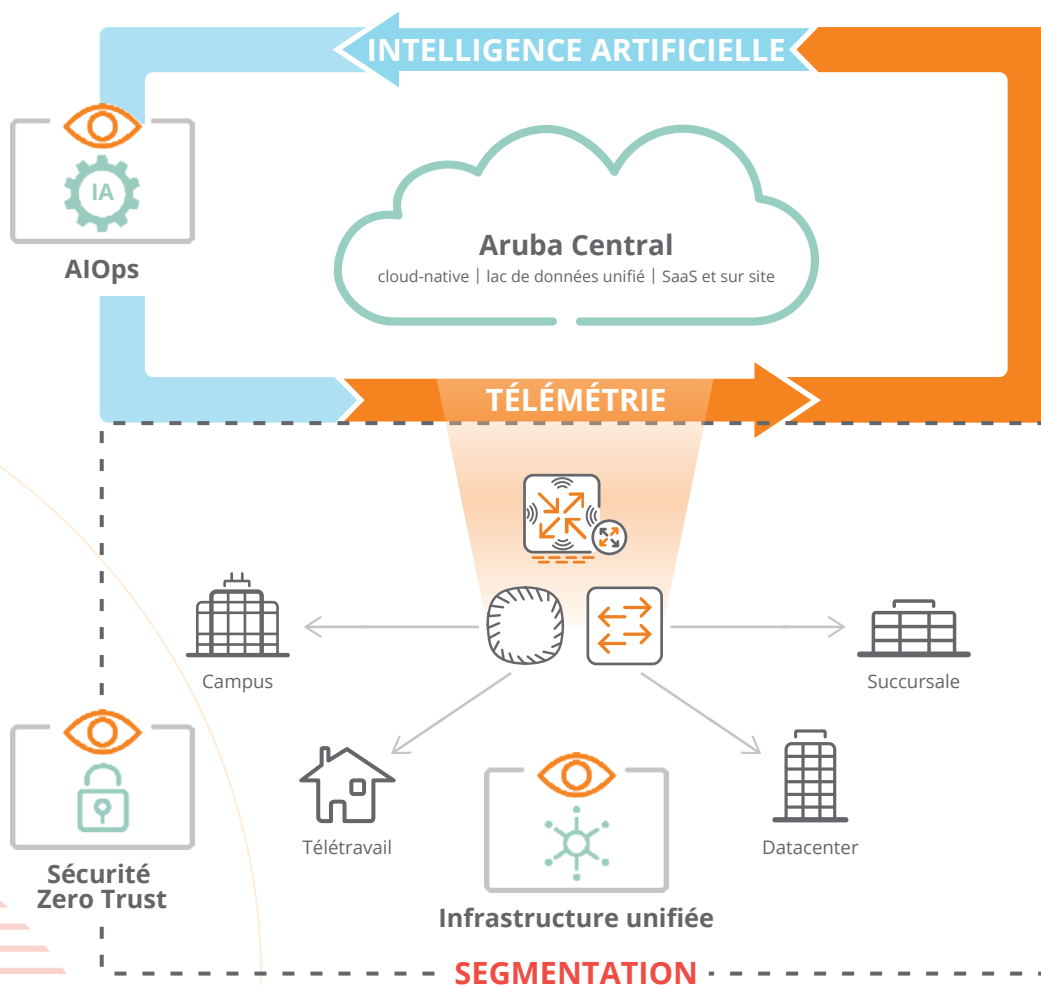 INTELLIGENCE ARTIFICIELLE
IA
AIOps
Aruba Central
cloud-native | lac de données unifié | SaaS et sur site
TÉLÉMÉTRIE
Campus
Succursale
Télétravail
Datacenter
Sécurité
Zero Trust
Infrastructure unifiée
SEGMENTATION